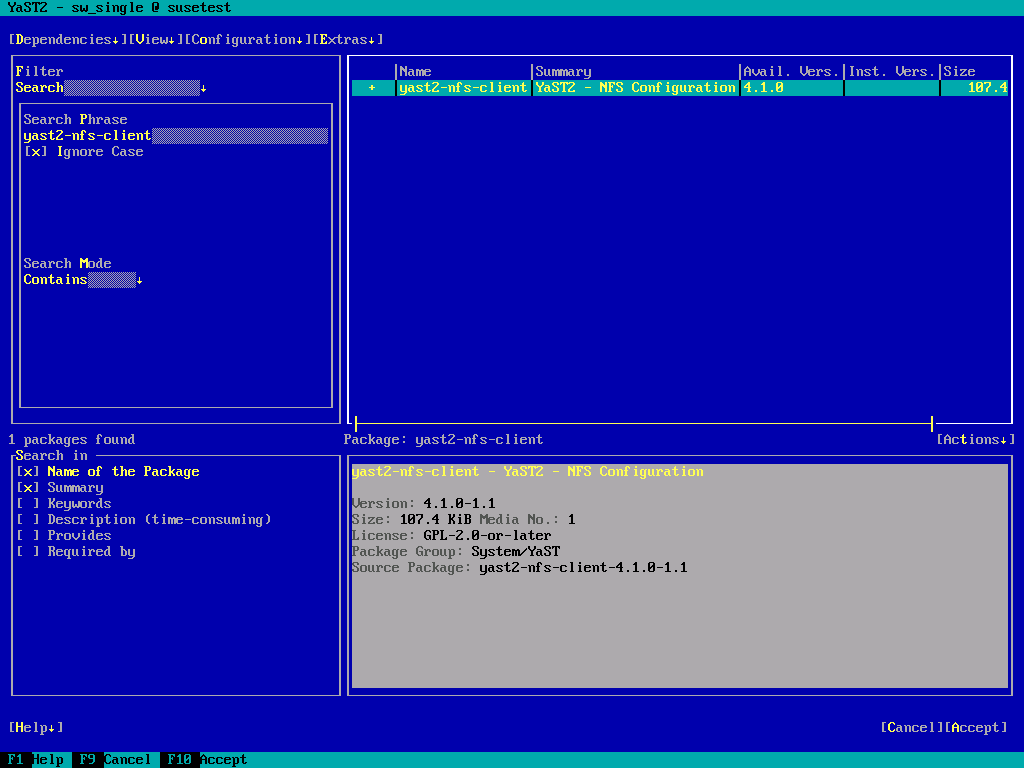 YaST2 - sw_single @ susetest
[Dependencies↓][View↓][Configuration↓][Extras↓]
Filter
Search↓
Search Phrase
yast2-nfs-client
[x] Ignore Case
Search Mode
Contains↓
|Name |Summary |Avail. Vers.|Inst. Vers.|Size
+ |yast2-nfs-client|YaST2 - NFS Configuration|4.1.0 | | 107.4
1 packages found
Package: yast2-nfs-client
[Actions↓]
Search in
[x] Name of the Package
[x] Summary
[ ] Keywords
[ ] Description (time-consuming)
[ ] Provides
[ ] Required by
yast2-nfs-client - YaST2 - NFS Configuration
Version: 4.1.0-1.1
Size: 107.4 KiB Media No.: 1
License: GPL-2.0-or-later
Package Group: System/YaST
Source Package: yast2-nfs-client-4.1.0-1.1
[Help↓]
[Cancel][Accept]
F1 Help F9 Cancel F10 Accept